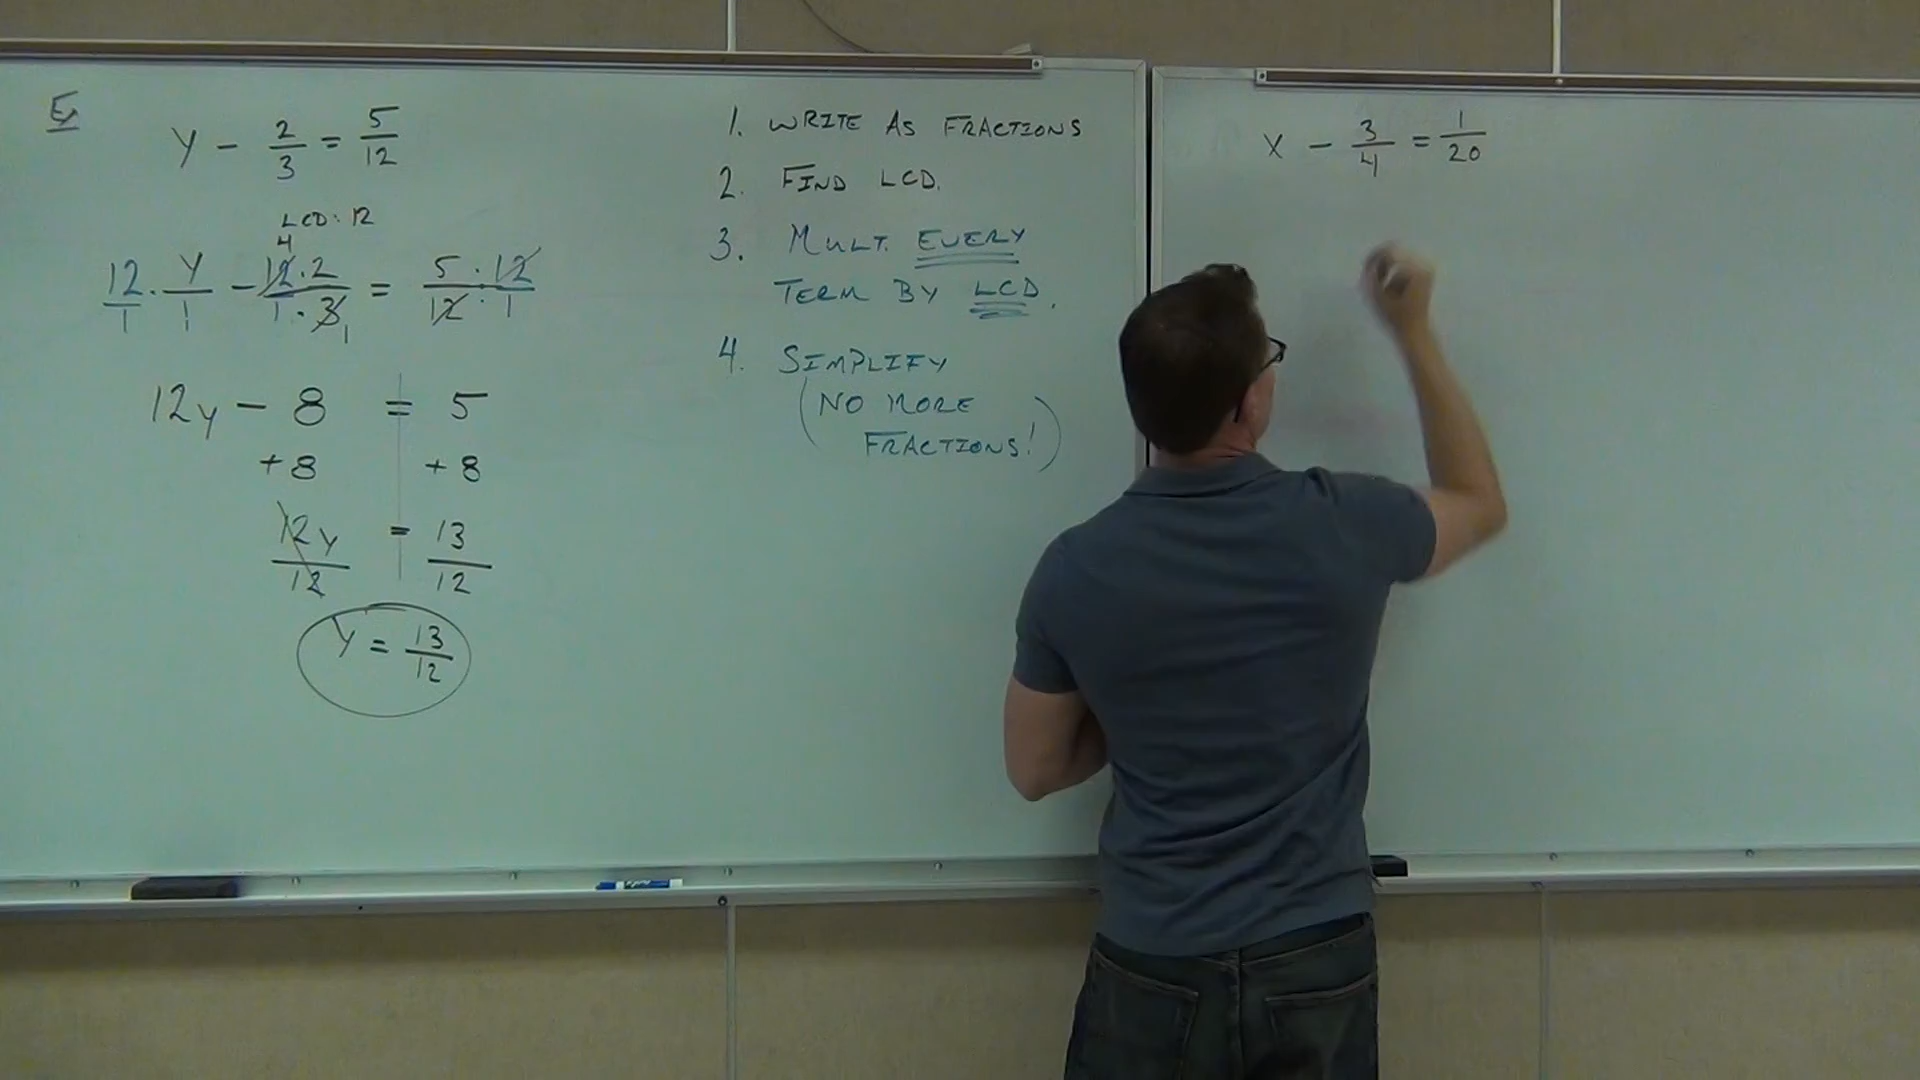 Ex
y - 2/3 = 5/12
LCD: 12
4
12/1 · y/1 - 12·2/1·3 = 5·12/12·1
1
12y - 8 = 5
+8 +8
12y/12 = 13/12
y = 13/12
1. WRITE AS FRACTIONS
2. FIND LCD.
3. MULT. EVERY
TERM BY LCD.
4. SIMPLIFY
(NO MORE
FRACTIONS!)
x - 3/4 = 1/20